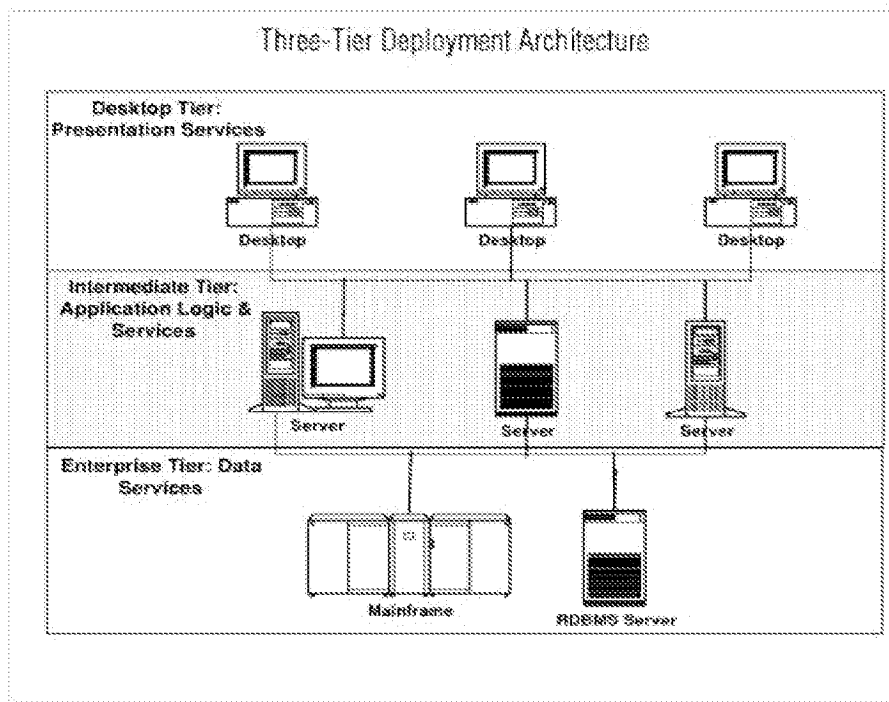 Three-Tier Deployment Architecture
Desktop Tier:
Presentation Services
Desktop
Desktop
Desktop
Intermediate Tier:
Application Logic &
Services
Server
Server
Server
Enterprise Tier: Data
Services
Mainframe
RDBMS Server